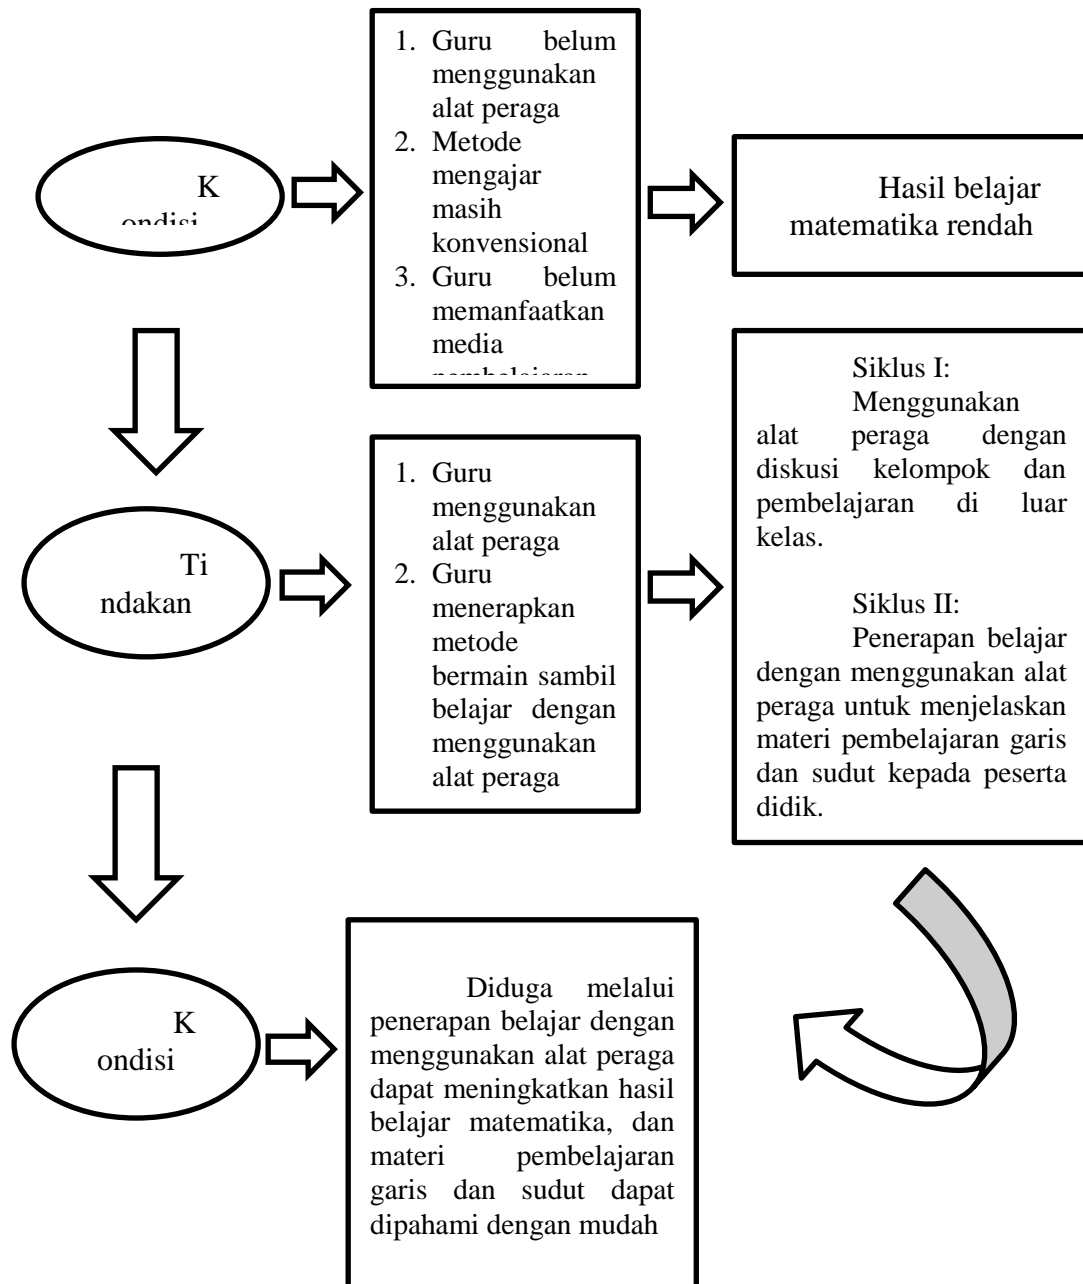 K
ondisi
1. Guru belum
menggunakan
alat peraga
2. Metode
mengajar
masih
konvensional
3. Guru belum
memanfaatkan
media
pembelajaran
Hasil belajar
matematika rendah
Ti
ndakan
1. Guru
menggunakan
alat peraga
2. Guru
menerapkan
metode
bermain sambil
belajar dengan
menggunakan
alat peraga
Siklus I:
Menggunakan
alat peraga dengan
diskusi kelompok dan
pembelajaran di luar
kelas.
Siklus II:
Penerapan belajar
dengan menggunakan alat
peraga untuk menjelaskan
materi pembelajaran garis
dan sudut kepada peserta
didik.
K
ondisi
Diduga melalui
penerapan belajar dengan
menggunakan alat peraga
dapat meningkatkan hasil
belajar matematika, dan
materi pembelajaran
garis dan sudut dapat
dipahami dengan mudah